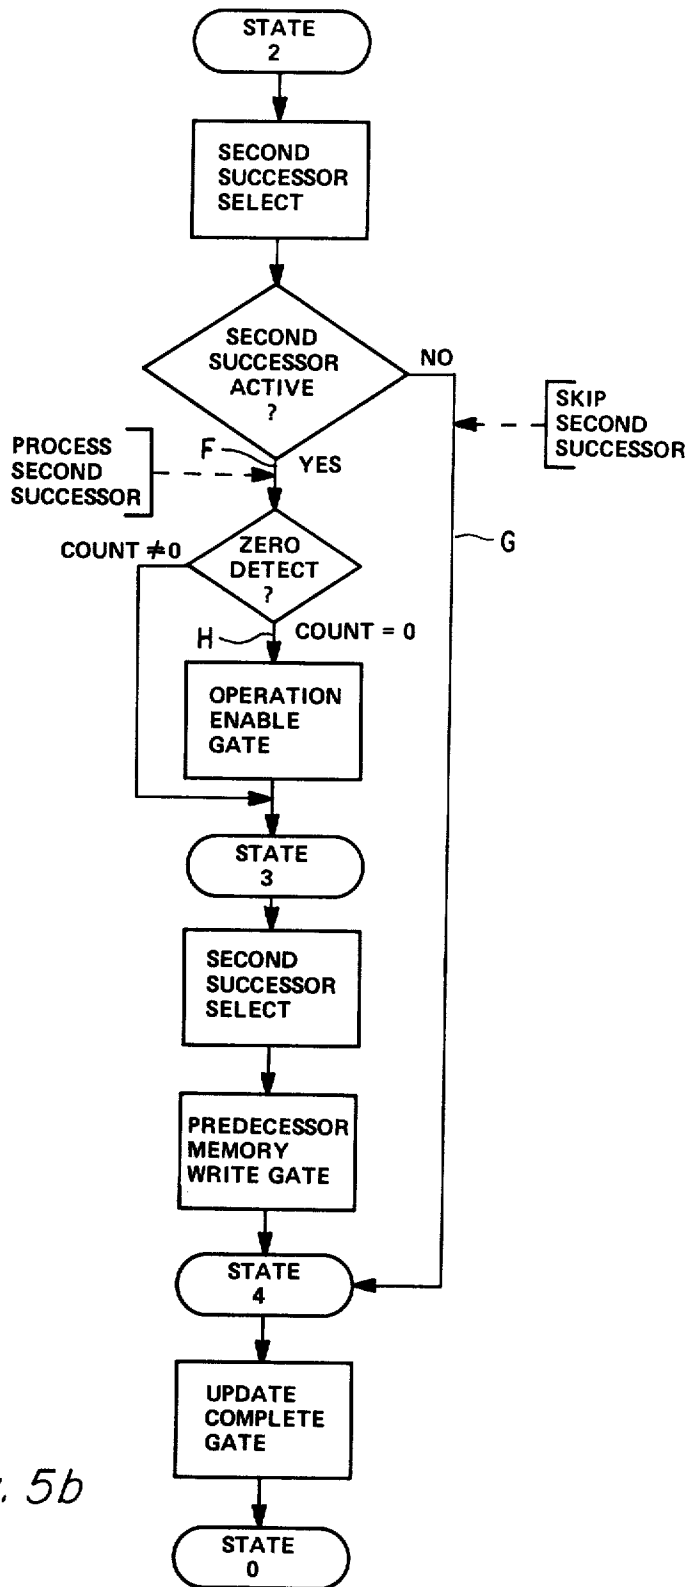 STATE
2
SECOND
SUCCESSOR
SELECT
SECOND
SUCCESSOR
ACTIVE
?
NO
SKIP
SECOND
SUCCESSOR
PROCESS
SECOND
SUCCESSOR
F
YES
G
COUNT ≠0
ZERO
DETECT
?
H
COUNT = 0
OPERATION
ENABLE
GATE
STATE
3
SECOND
SUCCESSOR
SELECT
PREDECESSOR
MEMORY
WRITE GATE
STATE
4
UPDATE
COMPLETE
GATE
. 5b
STATE
0